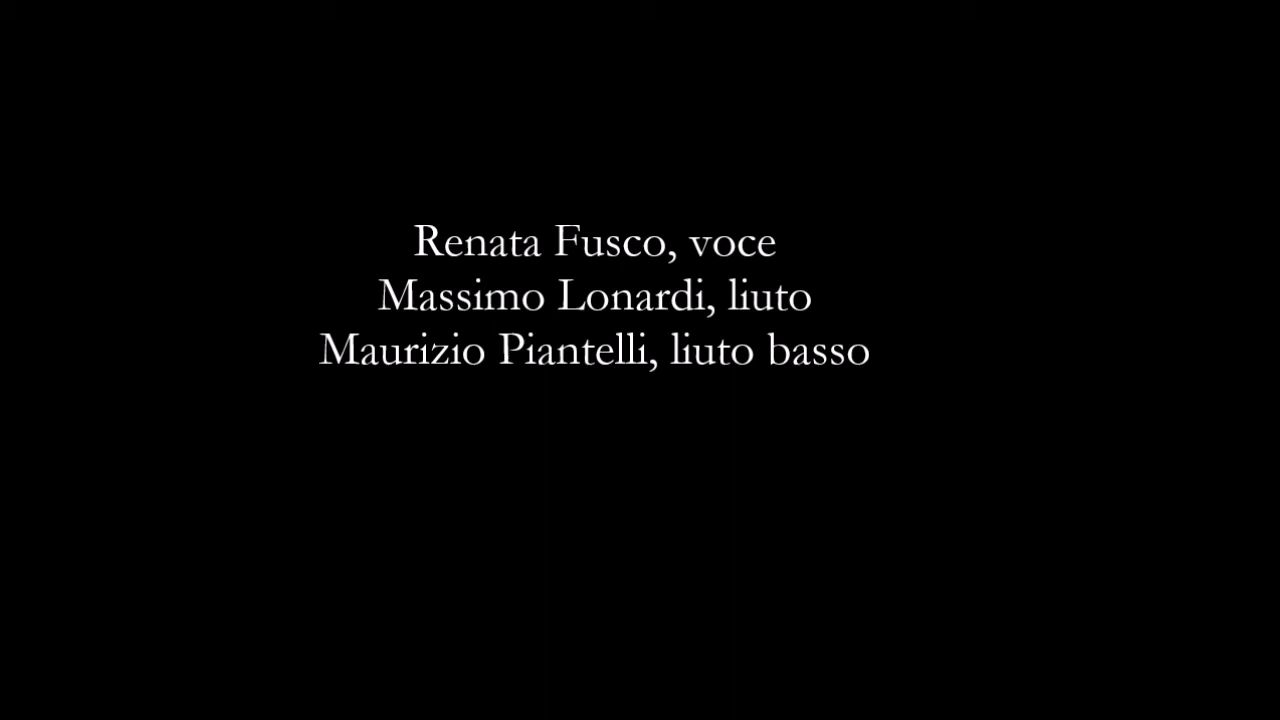 Renata Fusco, voce
Massimo Lonardi, liuto
Maurizio Piantelli, liuto basso